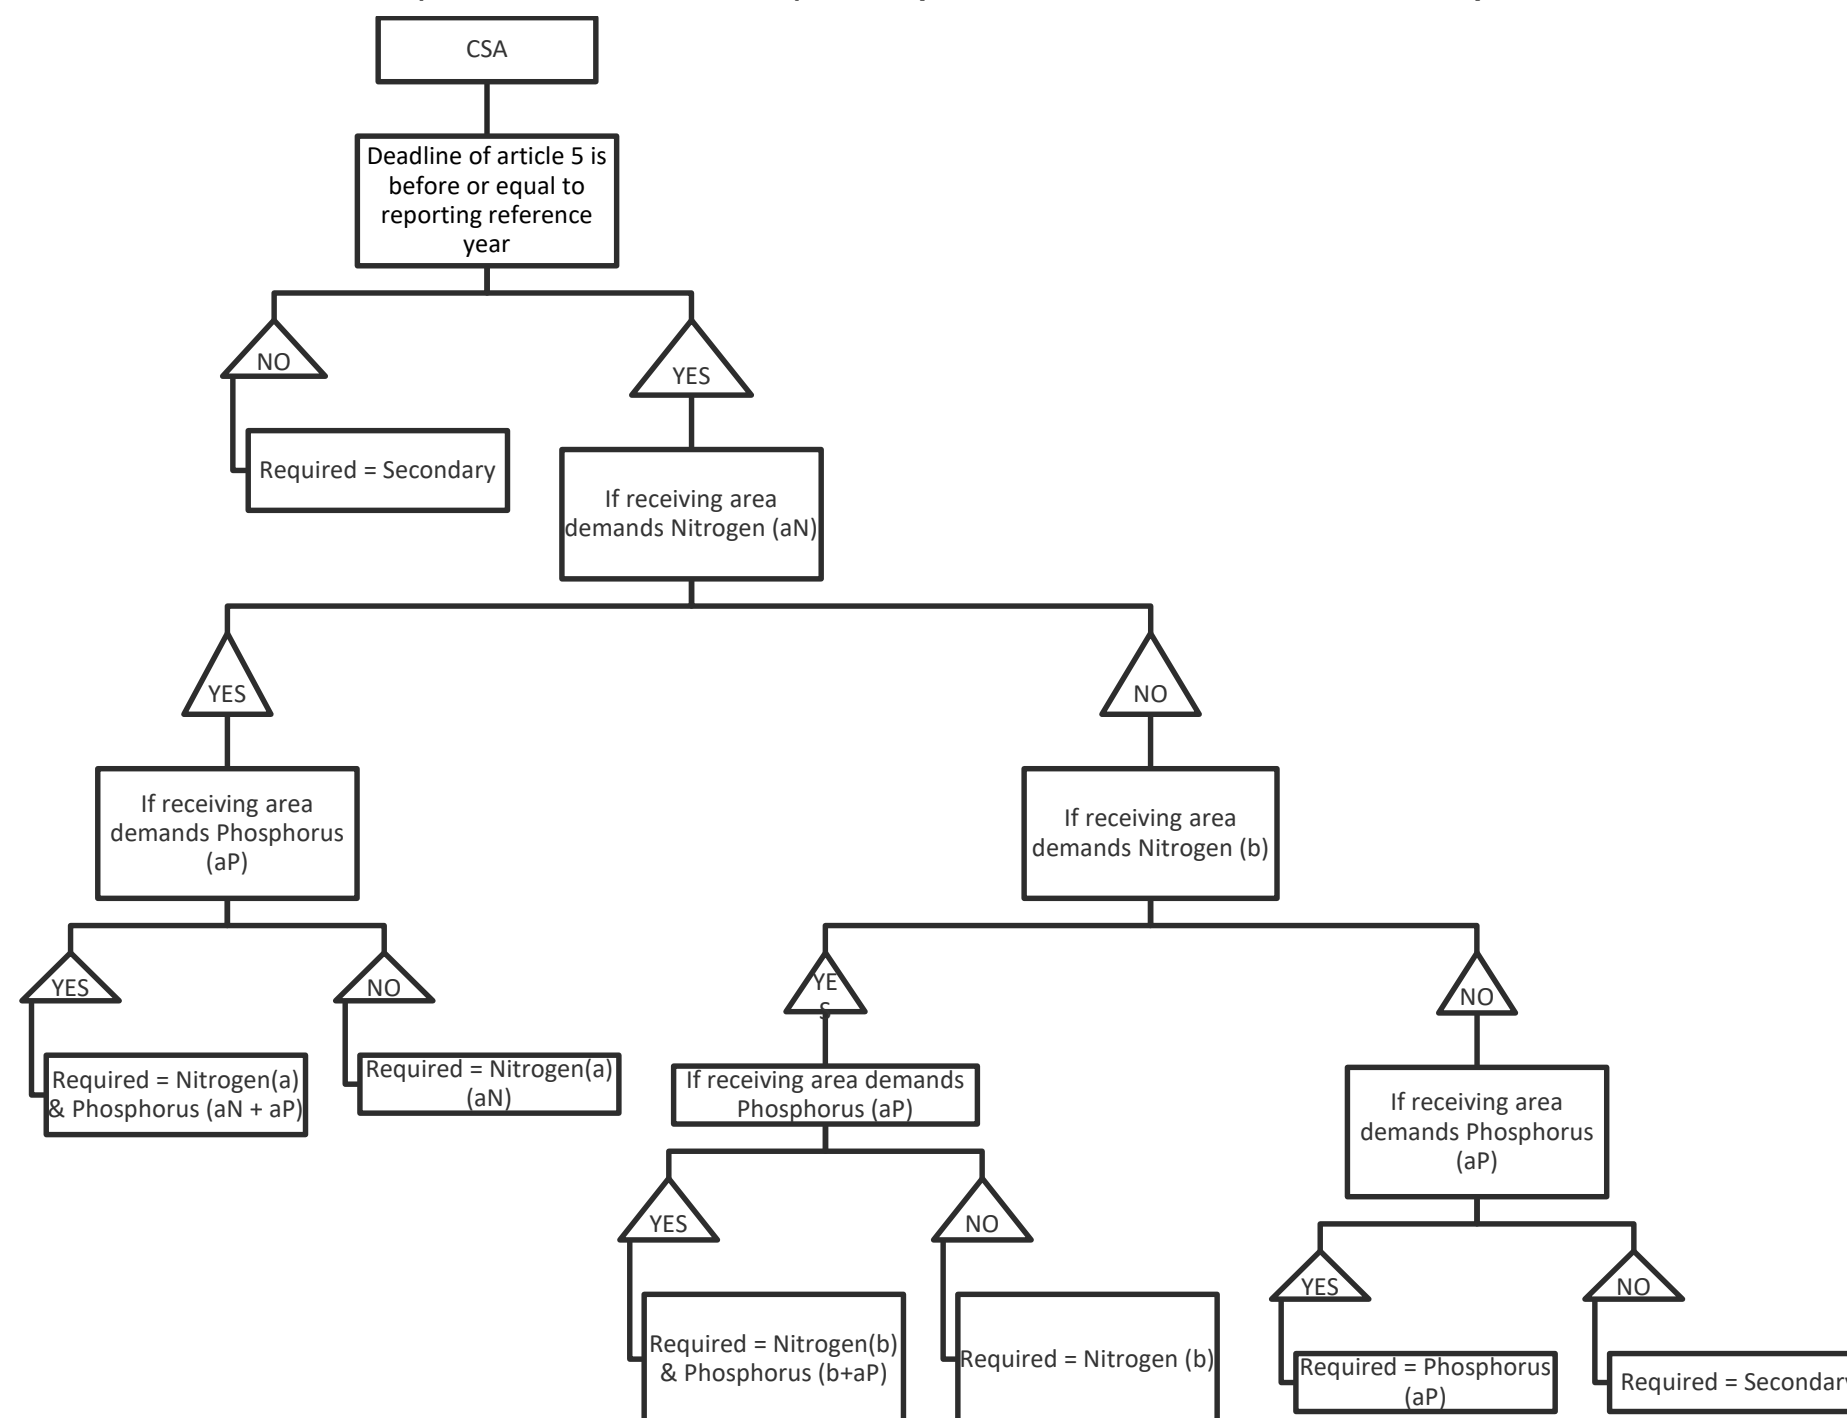 CSA
Deadline of article 5 is
before or equal to
reporting reference
year
NO
YES
Required = Secondary
If receiving area
demands Nitrogen (aN)
YES
NO
If receiving area
demands Phosphorus
(aP)
If receiving area
demands Nitrogen (b)
YES
NO
YE
S
NO
Required = Nitrogen(a)
& Phosphorus (aN + aP)
Required = Nitrogen(a)
(aN)
If receiving area demands
Phosphorus (aP)
If receiving area
demands Phosphorus
(aP)
YES
NO
YES
NO
Required = Nitrogen(b)
& Phosphorus (b+aP)
Required = Nitrogen (b)
Required = Phosphorus
(aP)
Required = Secondary